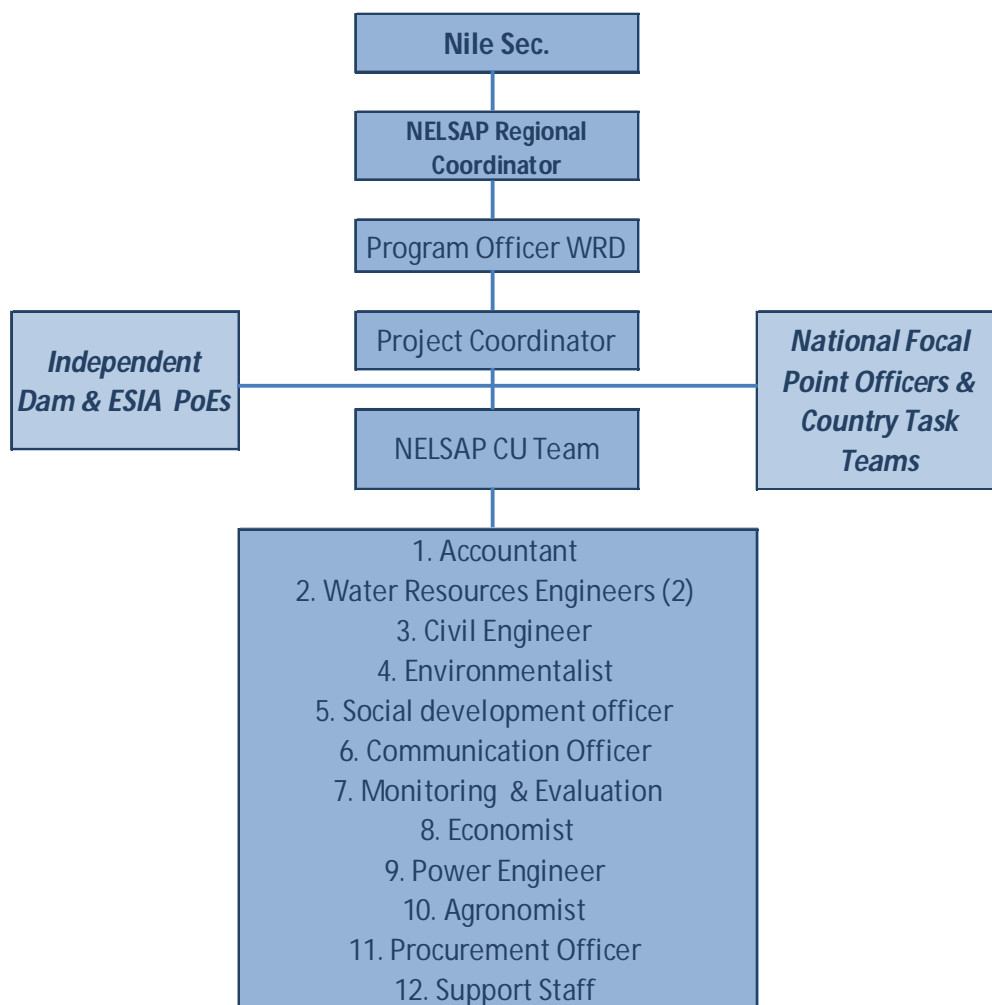 Nile Sec.
NELSAP Regional
Coordinator
Program Officer WRD
Project Coordinator
Independent
Dam & ESIA PoEs
National Focal
Point Officers &
Country Task
Teams
NELSAP CU Team
1. Accountant
2. Water Resources Engineers (2)
3. Civil Engineer
4. Environmentalist
5. Social development officer
6. Communication Officer
7. Monitoring & Evaluation
8. Economist
9. Power Engineer
10. Agronomist
11. Procurement Officer
12. Support Staff